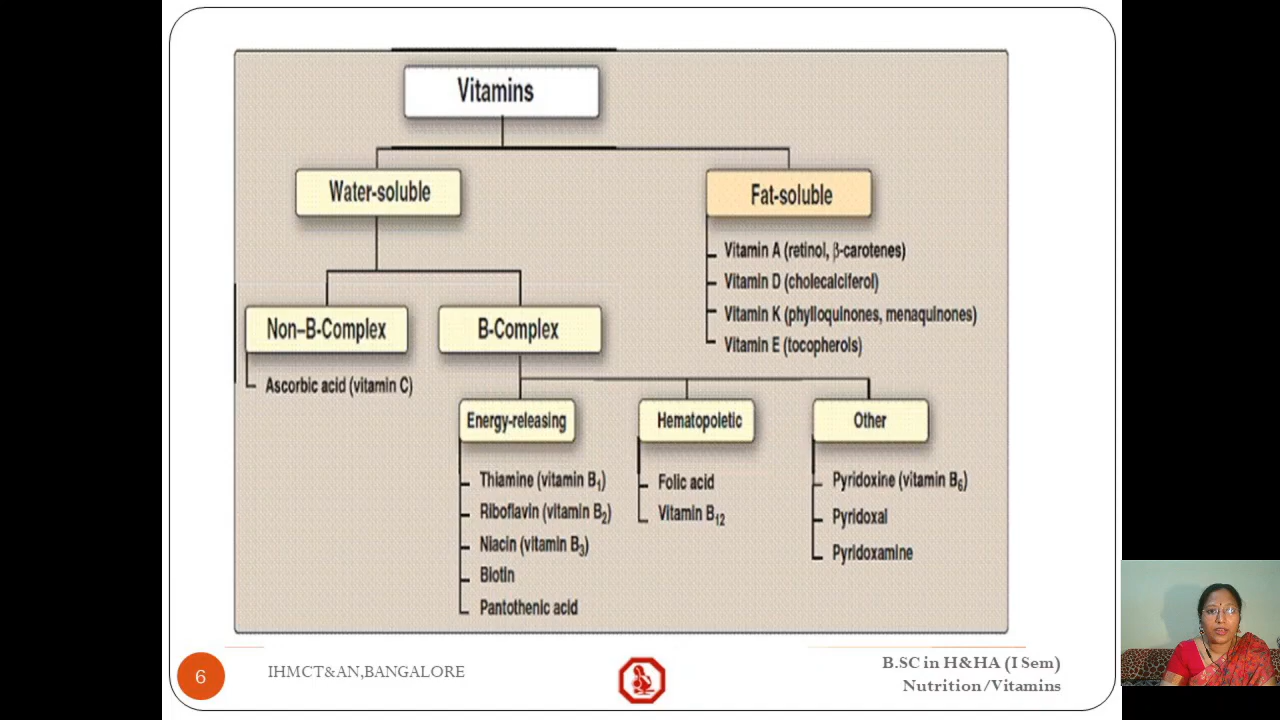 Vitamins
Water-soluble
Fat-soluble
Vitamin A (retinol, β-carotenes)
Vitamin D (cholecalciferol)
Vitamin K (phylloquinones, menaquinones)
Vitamin E (tocopherols)
Non–B-Complex
B-Complex
Ascorbic acid (vitamin C)
Energy-releasing
Hematopoletic
Other
Thiamine (vitamin B₁)
Riboflavin (vitamin B₂)
Niacin (vitamin B₃)
Biotin
Pantothenic acid
Folic acid
Vitamin B₁₂
Pyridoxine (vitamin B₆)
Pyridoxal
Pyridoxamine
6
IHMCT&AN,BANGALORE
B.SC in H&HA (I Sem)
Nutrition/Vitamins